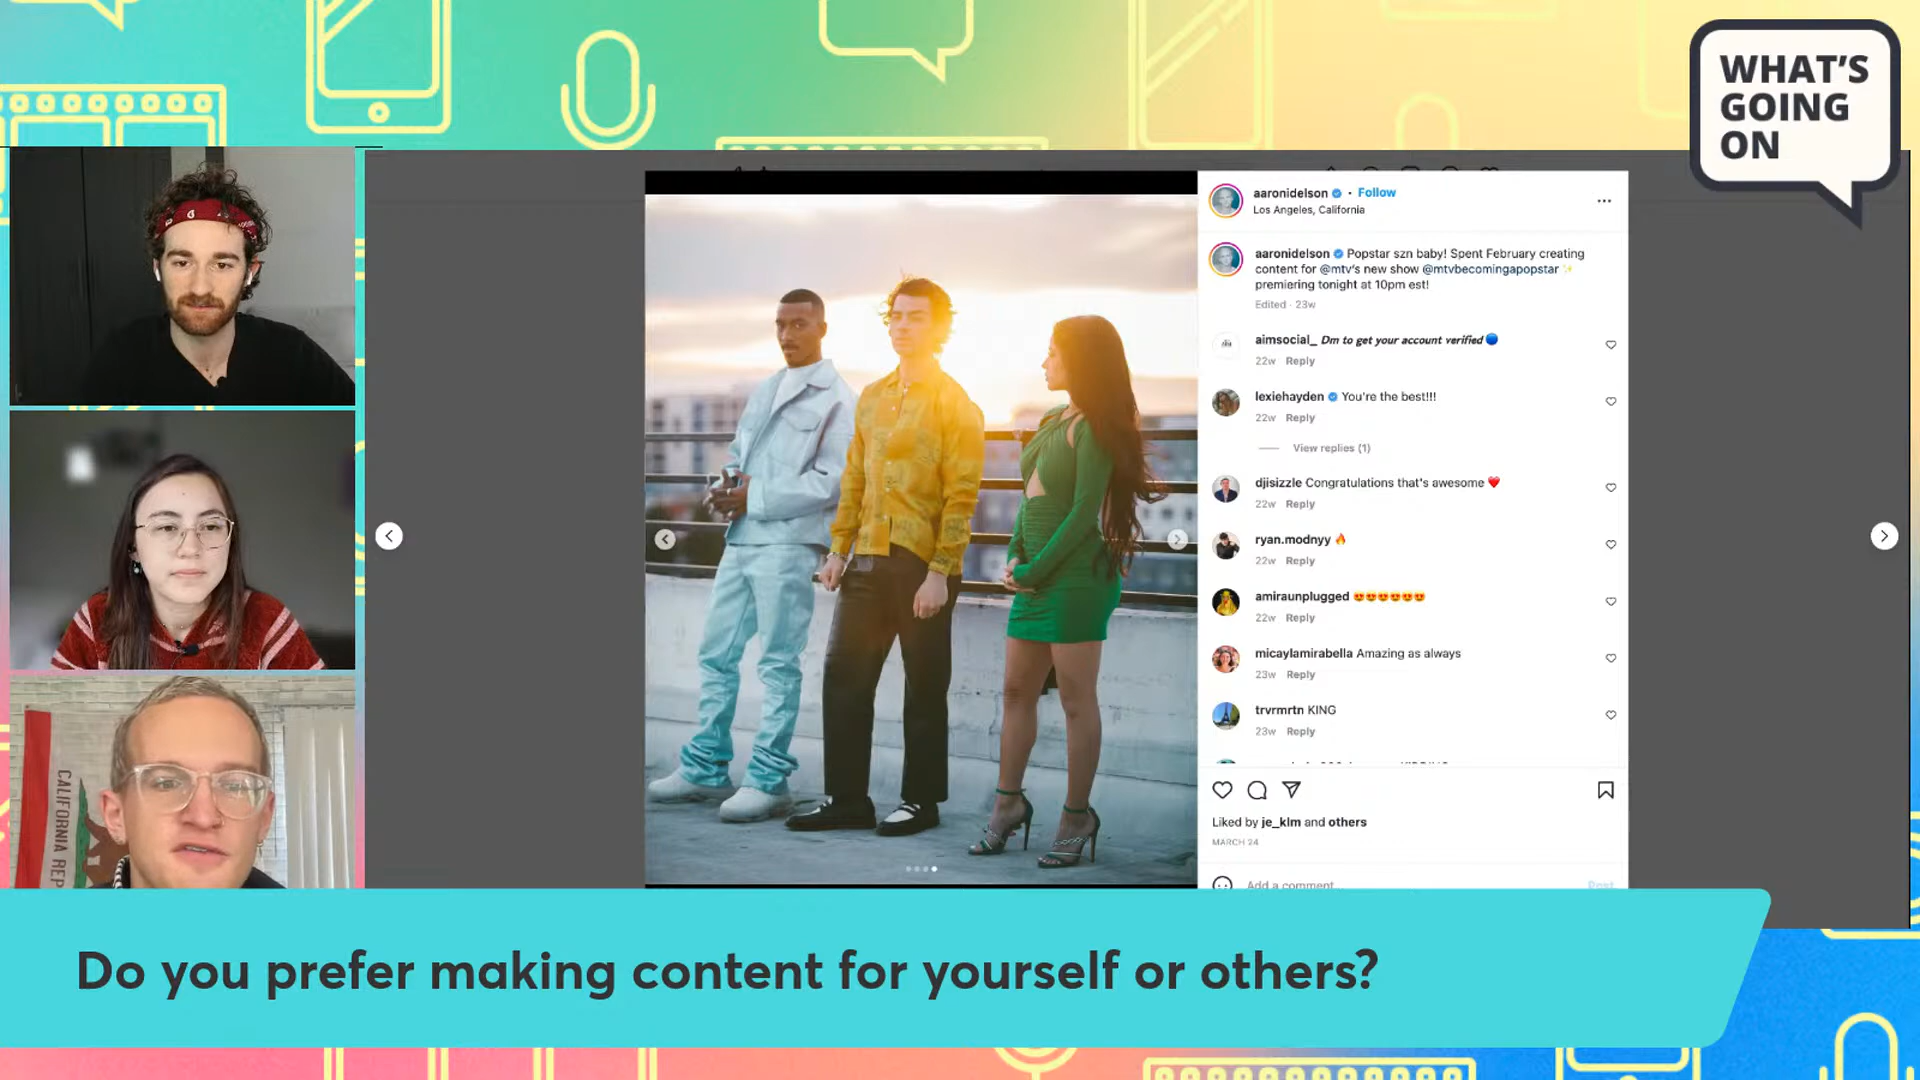 WHAT'S
GOING
ON
aaronidelson • Follow
Los Angeles, California
aaronidelson Popstar szn baby! Spent February creating
content for @mtv's new show @mtvbecomingapopstar ✨
premiering tonight at 10pm est!
Edited · 23w
aimsocial_ Dm to get your account verified 🔵
22w Reply
lexiehayden You're the best!!!
22w Reply
View replies (1)
djisizzle Congratulations that's awesome ❤️
22w Reply
ryan.modnyy 🔥
22w Reply
amiraunplugged 😍😍😍😍😍😍
22w Reply
micaylamirabella Amazing as always
23w Reply
trvrmrtn KING
23w Reply
Liked by je_klm and others
MARCH 24
Add a comment...
Post
CALIFORNIA REP
Do you prefer making content for yourself or others?